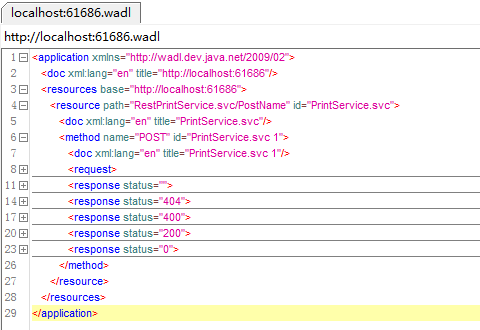 localhost:61686.wadl
http://localhost:61686.wadl
1 <application xmlns="http://wadl.dev.java.net/2009/02">
2 <doc xml:lang="en" title="http://localhost:61686"/>
3 <resources base="http://localhost:61686">
4 <resource path="RestPrintService.svc/PostName" id="PrintService.svc">
5 <doc xml:lang="en" title="PrintService.svc"/>
6 <method name="POST" id="PrintService.svc 1">
7 <doc xml:lang="en" title="PrintService.svc 1"/>
8 <request>
11 <response status="">
14 <response status="404">
17 <response status="400">
20 <response status="200">
23 <response status="0">
26 </method>
27 </resource>
28 </resources>
29 </application>